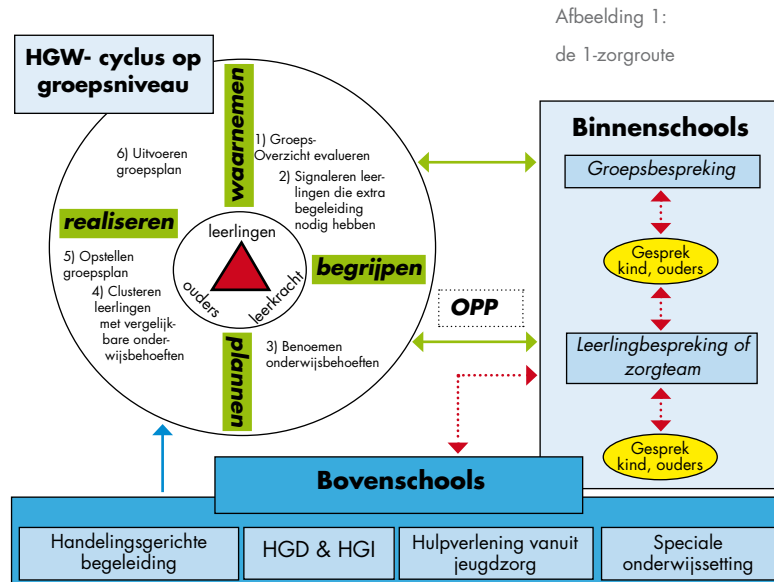 Afbeelding 1:
de 1-zorgroute
HGW- cyclus op
groepsniveau
waarnemen
1) Groeps-
Overzicht evalueren
2) Signaleren leer-
lingen die extra
begeleiding
nodig hebben
begrijpen
3) Benoemen
onderwijsbehoeften
plannen
4) Clusteren
leerlingen
met vergelijk-
bare onder-
wijsbehoeften
5) Opstellen
groepsplan
realiseren
6) Uitvoeren
groepsplan
leerlingen
ouders
leerkracht
OPP
Binnenschools
Groepsbespreking
Gesprek
kind, ouders
Leerlingbespreking of
zorgteam
Gesprek
kind, ouders
Bovenschools
Handelingsgerichte
begeleiding
HGD & HGI
Hulpverlening vanuit
jeugdzorg
Speciale
onderwijssetting